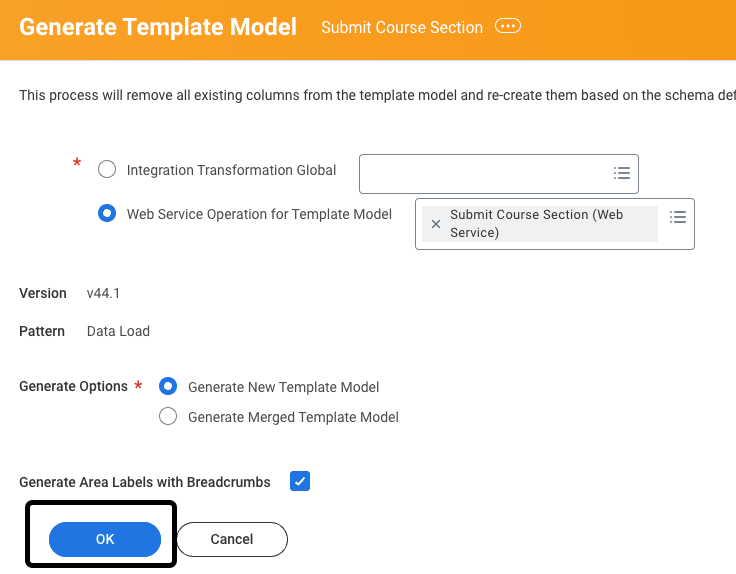 Generate Template Model Submit Course Section
This process will remove all existing columns from the template model and re-create them based on the schema def
* Integration Transformation Global
Web Service Operation for Template Model
× Submit Course Section (Web
Service)
Version v44.1
Pattern Data Load
Generate Options * Generate New Template Model
Generate Merged Template Model
Generate Area Labels with Breadcrumbs
OK Cancel